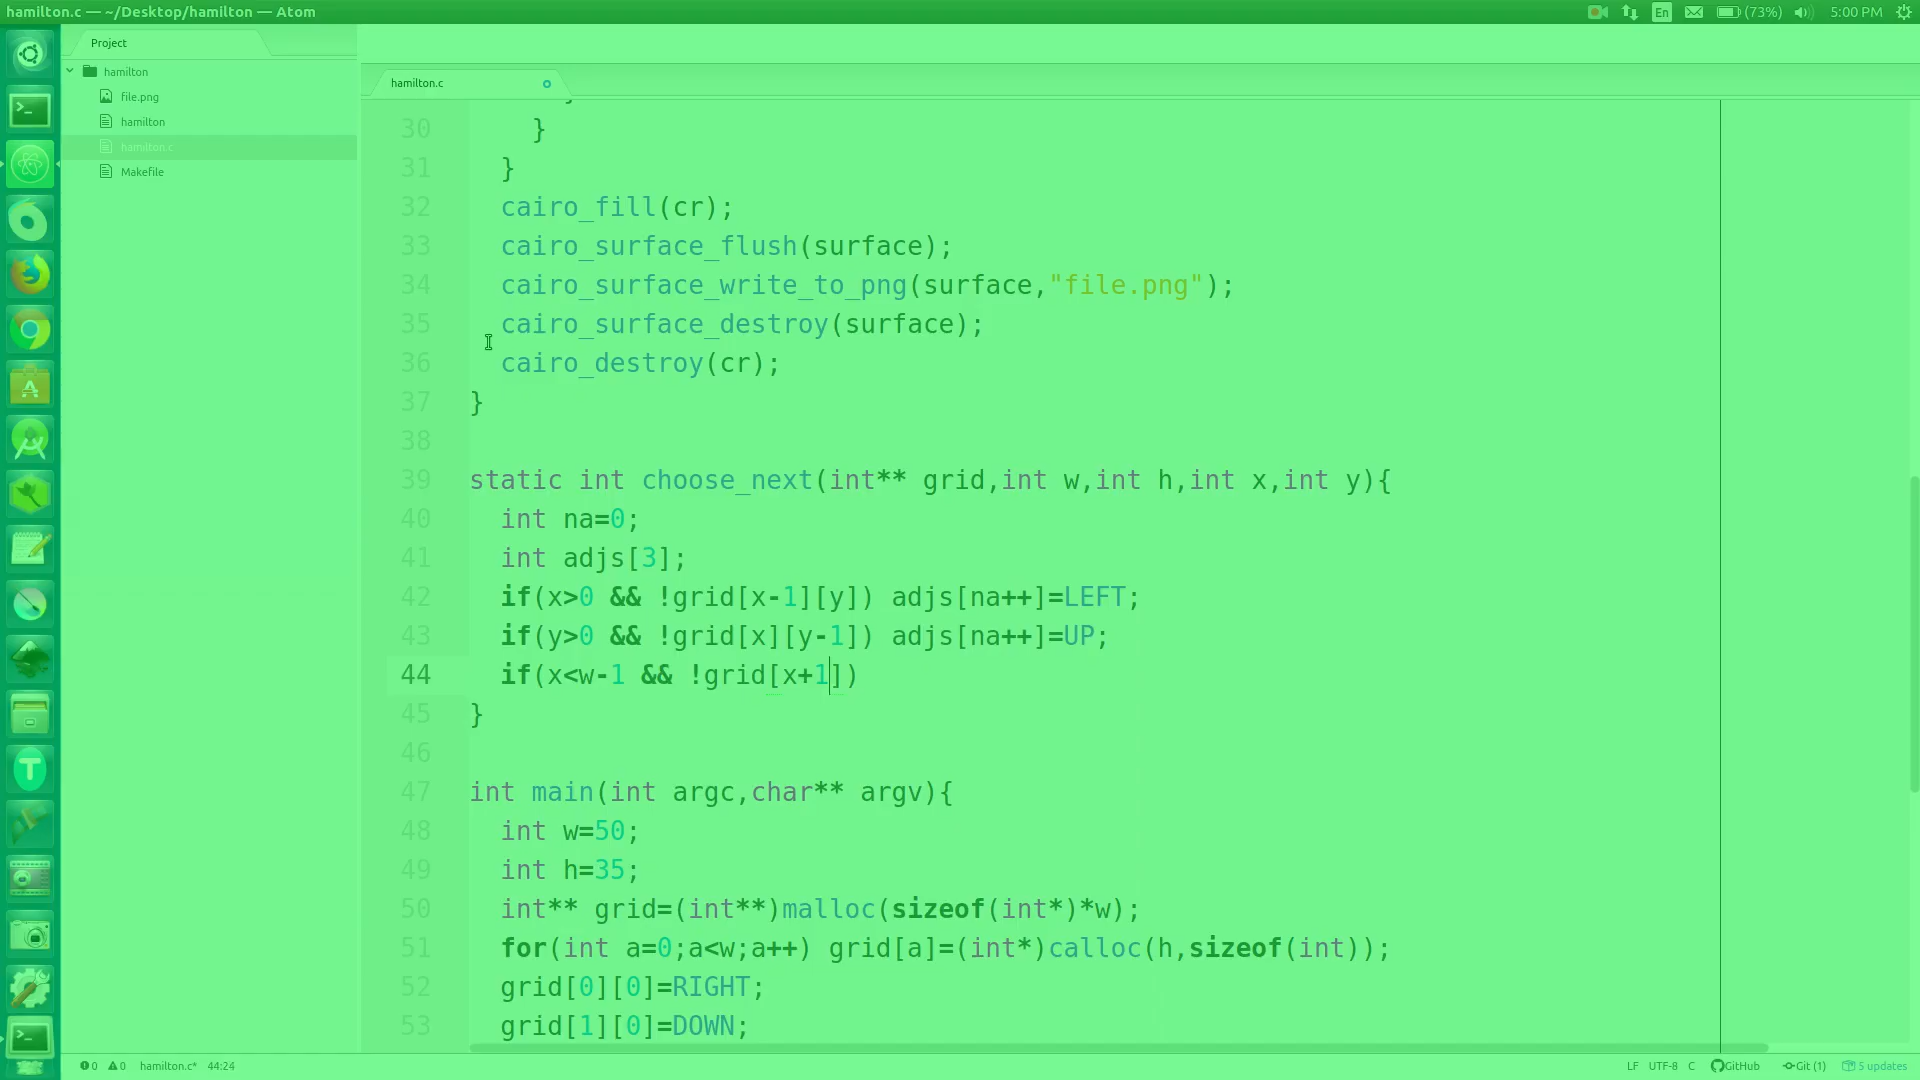 hamilton.c — ~/Desktop/hamilton — Atom
En (73%) 5:00 PM
Project
hamilton
file.png
hamilton
hamilton.c
Makefile
hamilton.c
30 }
31 }
32 cairo_fill(cr);
33 cairo_surface_flush(surface);
34 cairo_surface_write_to_png(surface,"file.png");
35 cairo_surface_destroy(surface);
36 cairo_destroy(cr);
37 }
38
39 static int choose_next(int** grid,int w,int h,int x,int y){
40 int na=0;
41 int adjs[3];
42 if(x>0 && !grid[x-1][y]) adjs[na++]=LEFT;
43 if(y>0 && !grid[x][y-1]) adjs[na++]=UP;
44 if(x<w-1 && !grid[x+1])
45 }
46
47 int main(int argc,char** argv){
48 int w=50;
49 int h=35;
50 int** grid=(int**)malloc(sizeof(int*)*w);
51 for(int a=0;a<w;a++) grid[a]=(int*)calloc(h,sizeof(int));
52 grid[0][0]=RIGHT;
53 grid[1][0]=DOWN;
0 0 hamilton.c* 44:24
LF UTF-8 C GitHub Git (1) 5 updates